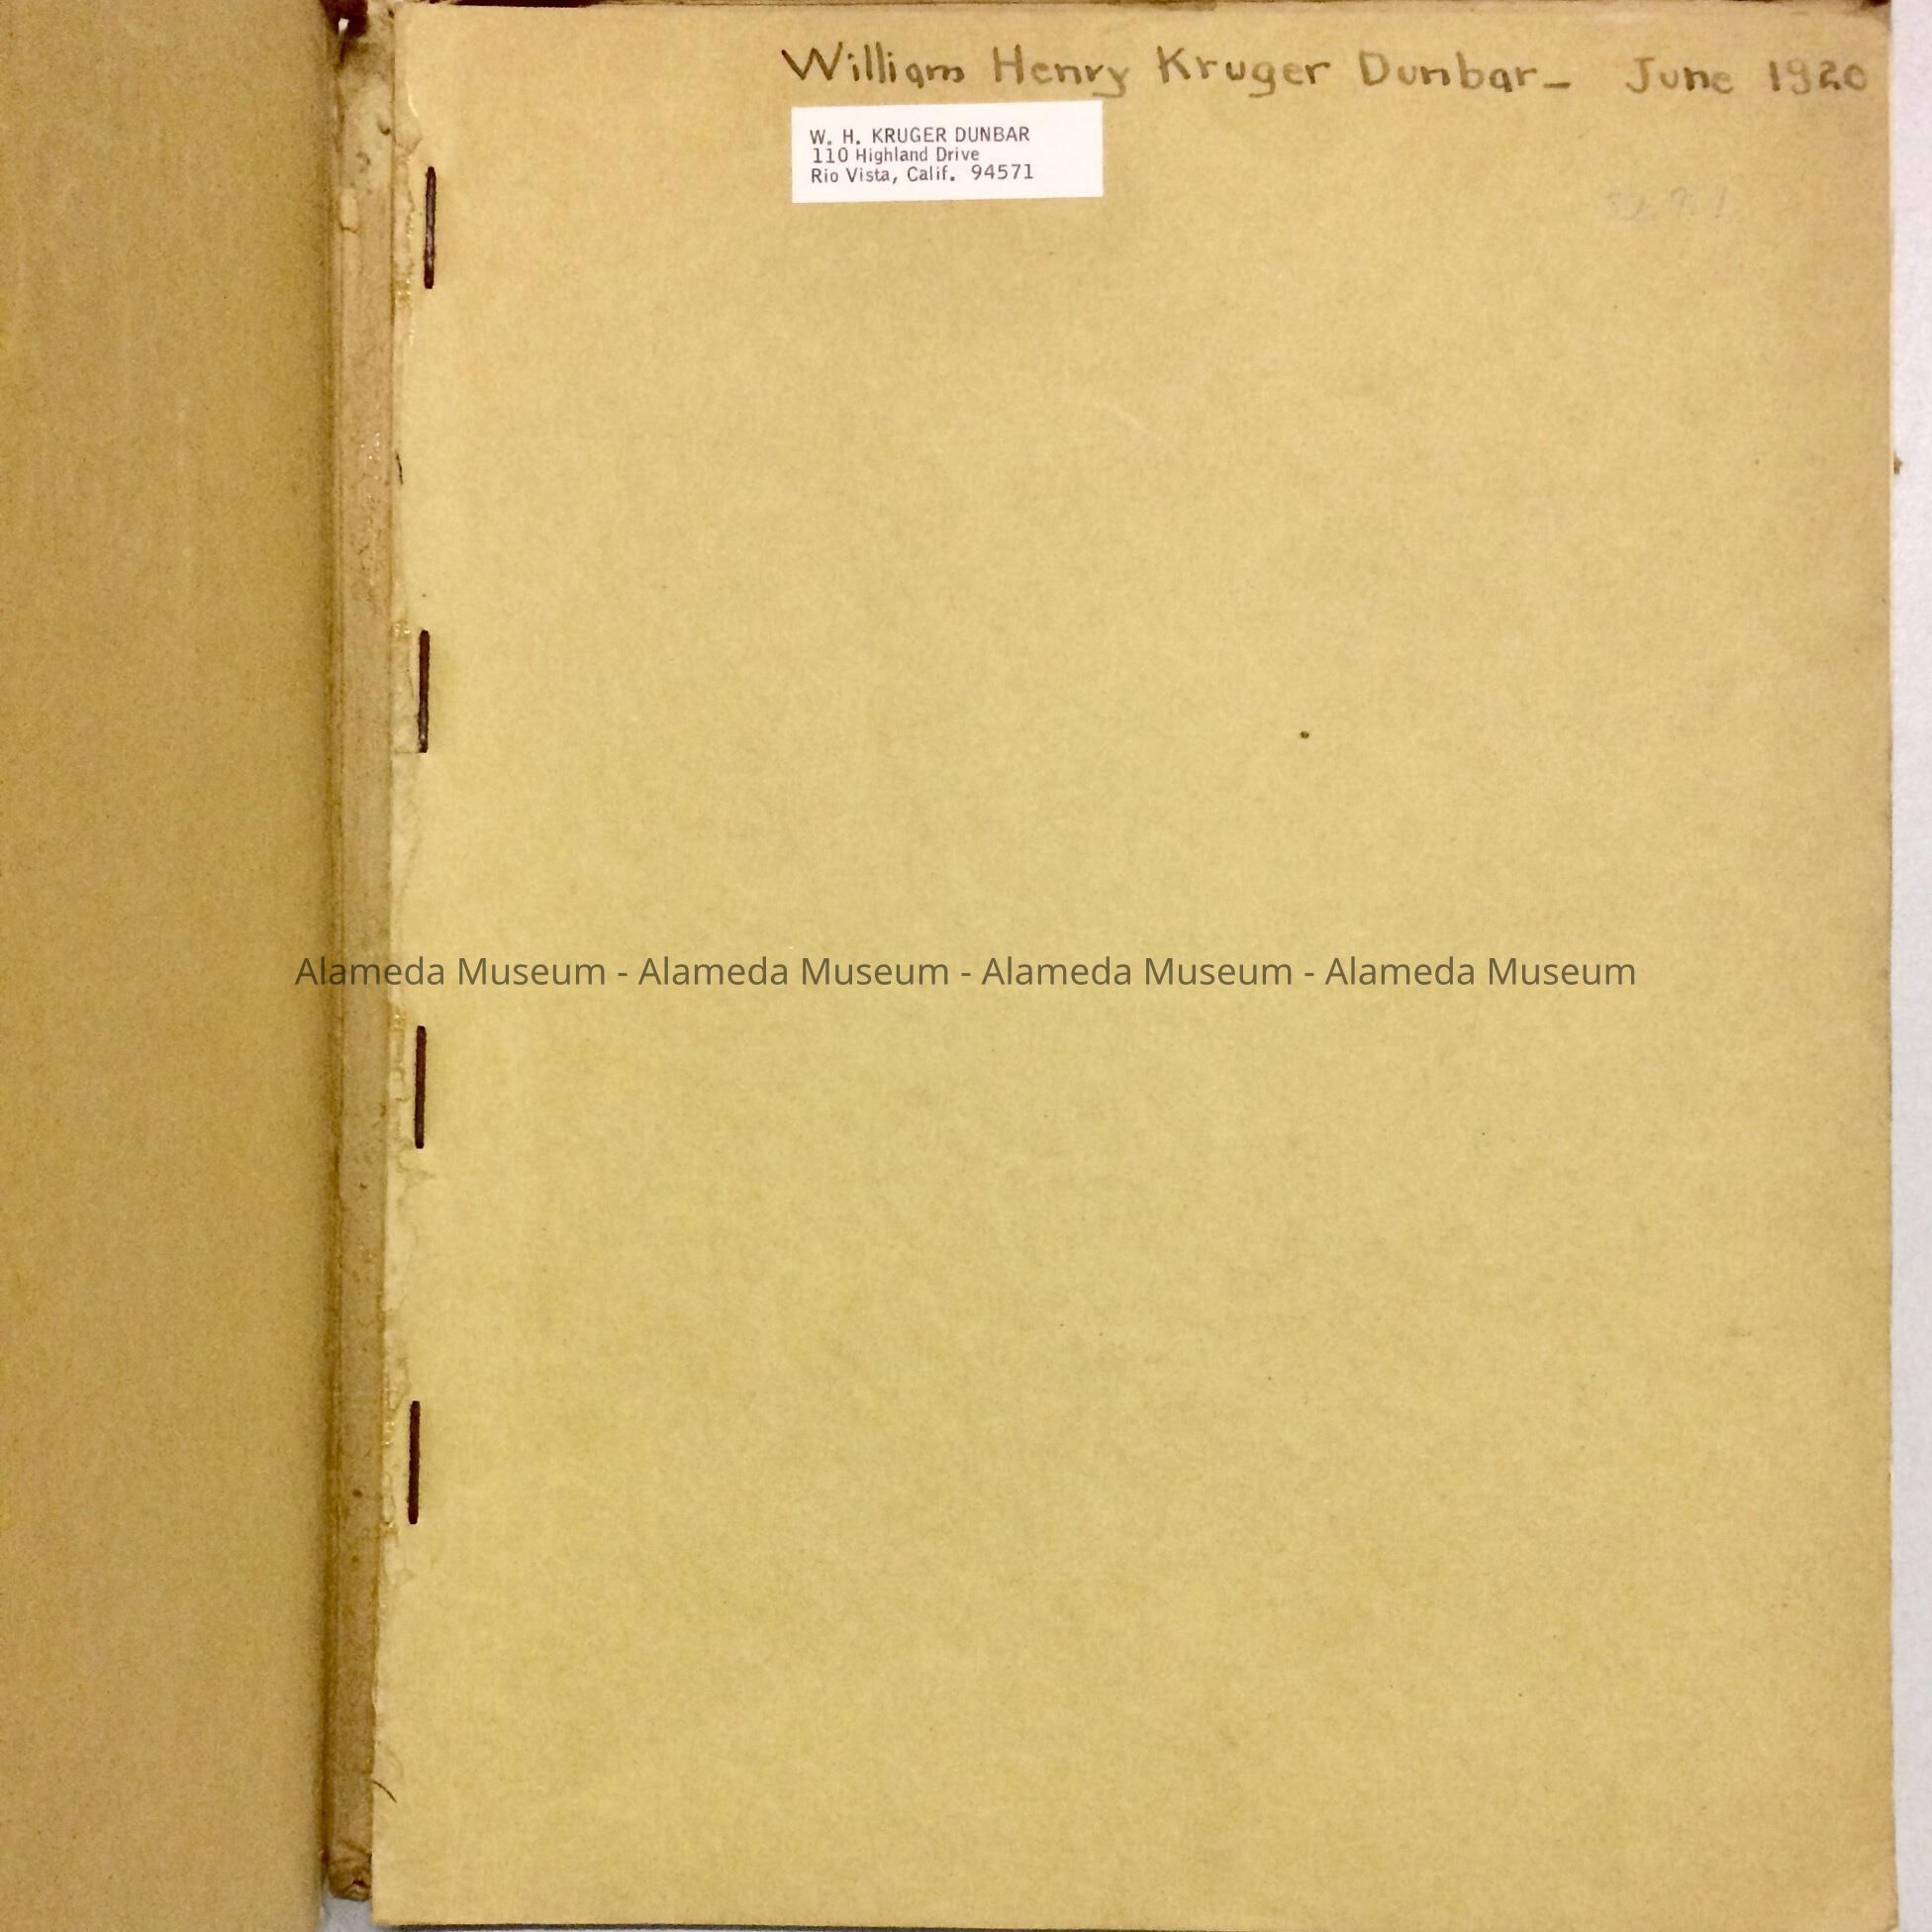 William Henry Kruger Dunbar- June 1920
W. H. KRUGER DUNBAR
110 Highland Drive
Rio Vista, Calif. 94571
Alameda Museum - Alameda Museum - Alameda Museum - Alameda Museum